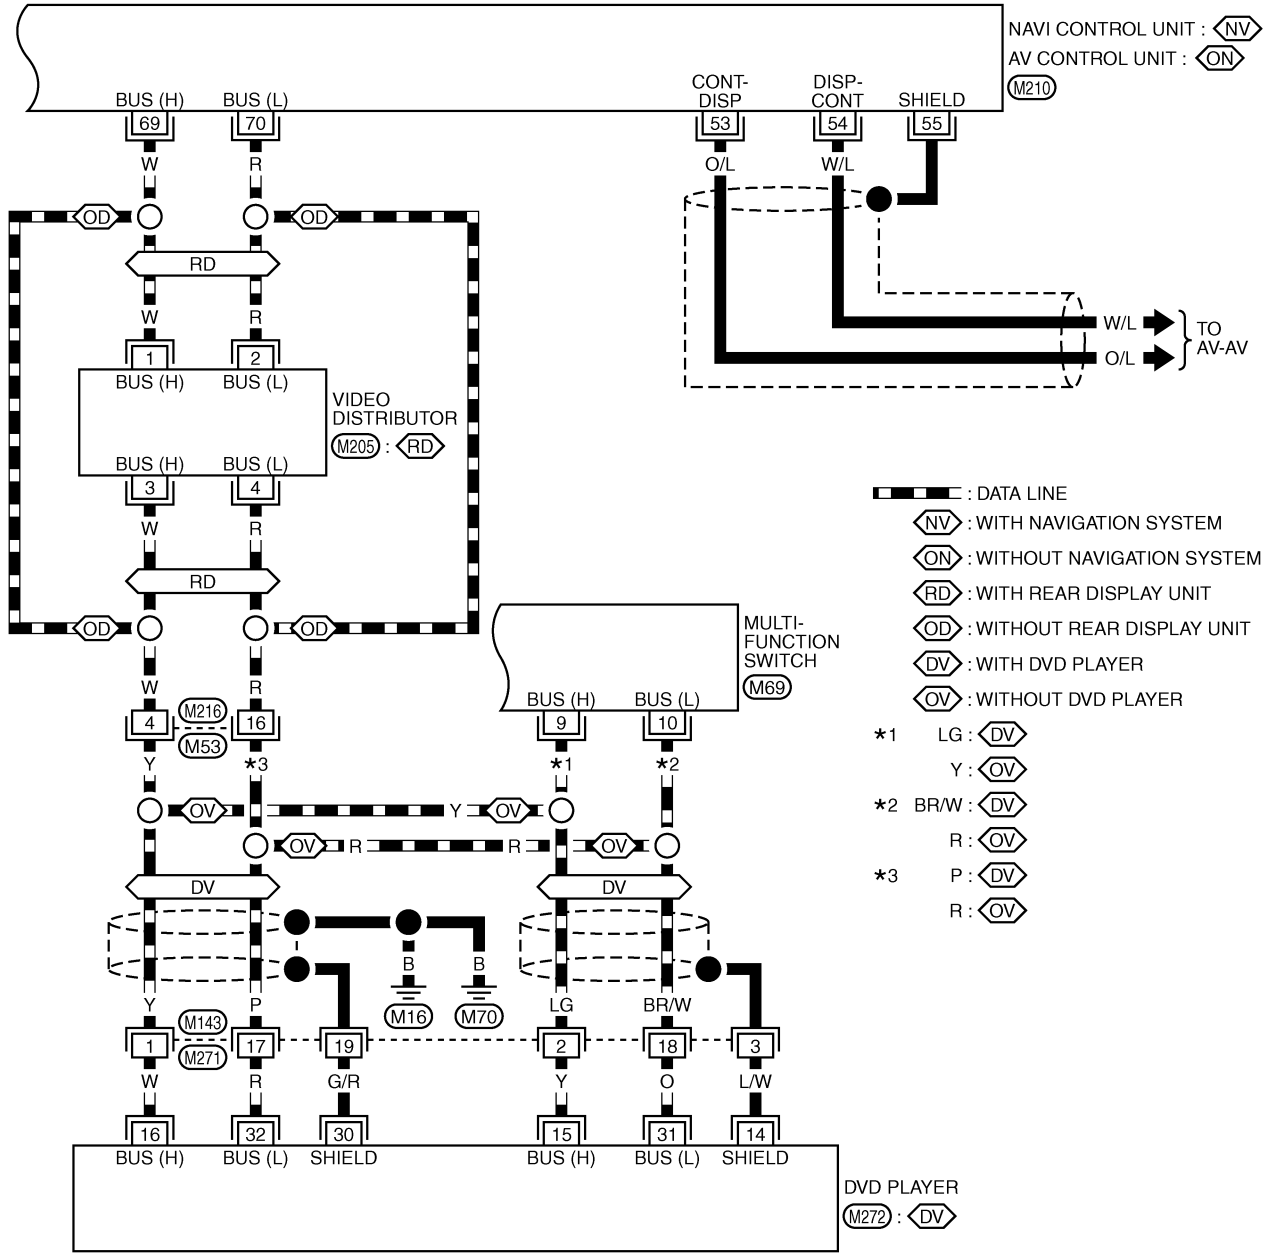 NAVI CONTROL UNIT : NV
AV CONTROL UNIT : ON
M210
BUS (H) BUS (L) CONT-DISP DISP-CONT SHIELD
69 70 53 54 55
W R O/L W/L
OD OD
RD
W R
W/L
O/L
TO
AV-AV
1 2
BUS (H) BUS (L)
VIDEO
DISTRIBUTOR
M205 : RD
BUS (H) BUS (L)
3 4
W R
RD
OD OD
W R
: DATA LINE
NV : WITH NAVIGATION SYSTEM
ON : WITHOUT NAVIGATION SYSTEM
RD : WITH REAR DISPLAY UNIT
OD : WITHOUT REAR DISPLAY UNIT
DV : WITH DVD PLAYER
OV : WITHOUT DVD PLAYER
*1 LG : DV
Y : OV
*2 BR/W : DV
R : OV
*3 P : DV
R : OV
MULTI-
FUNCTION
SWITCH
M69
BUS (H) BUS (L)
9 10
*1 *2
M216
4 16
M53
Y *3
OV Y OV
OV R R OV
DV DV
B B
M16 M70
Y P LG BR/W
M143
1 17 19 2 18 3
M271
W R G/R Y O L/W
16 32 30 15 31 14
BUS (H) BUS (L) SHIELD BUS (H) BUS (L) SHIELD
DVD PLAYER
M272 : DV